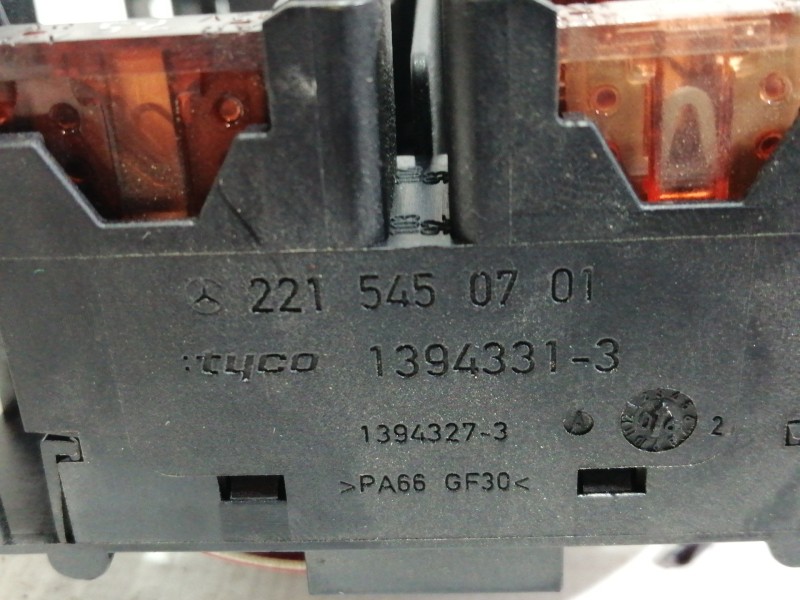 221 545 07 01
tyco 1394331-3
1394327-3
A
2
>PA66 GF30<